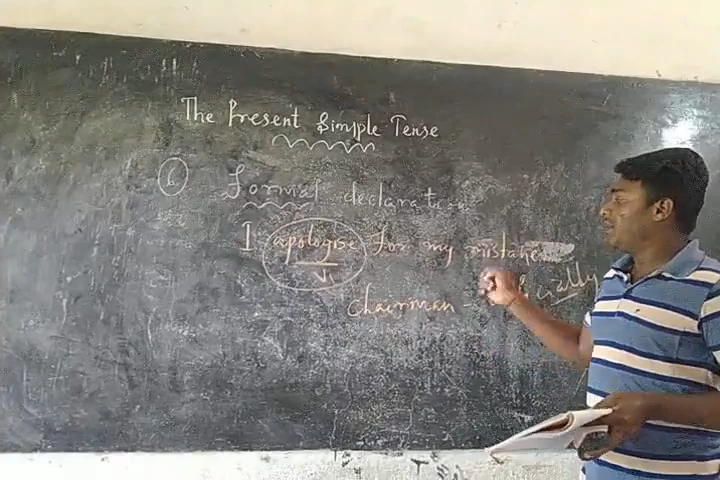 The Present Simple Tense
6 Formal declaration
I apologise for my mistake
chairman